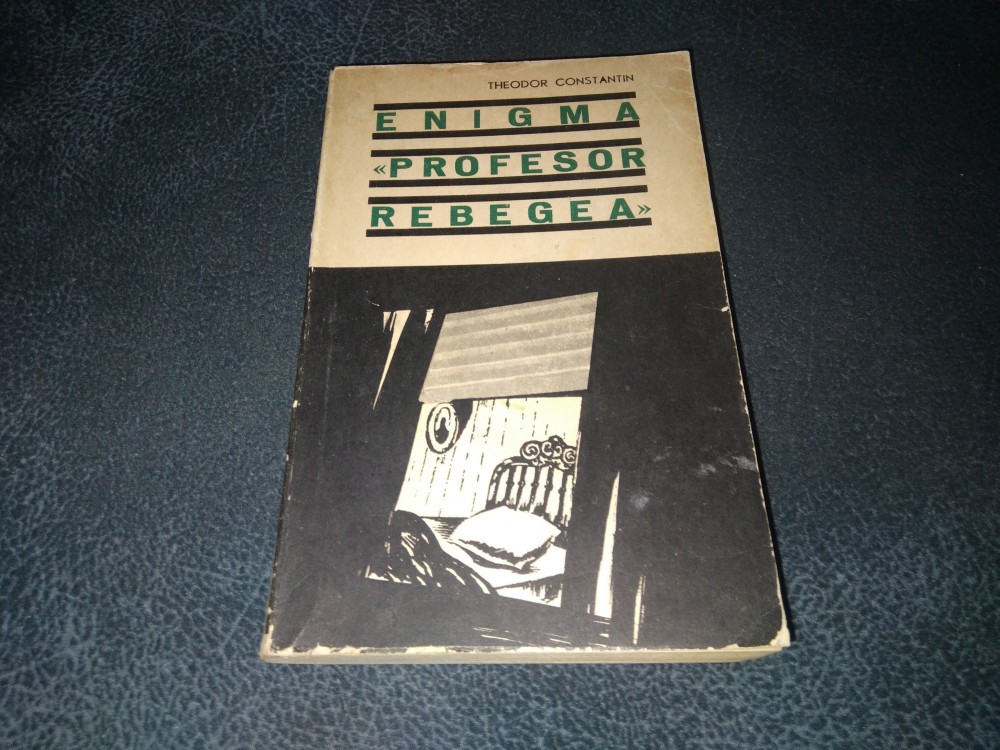 THEODOR CONSTANTIN
ENIGMA
«PROFESOR
REBEGEA»